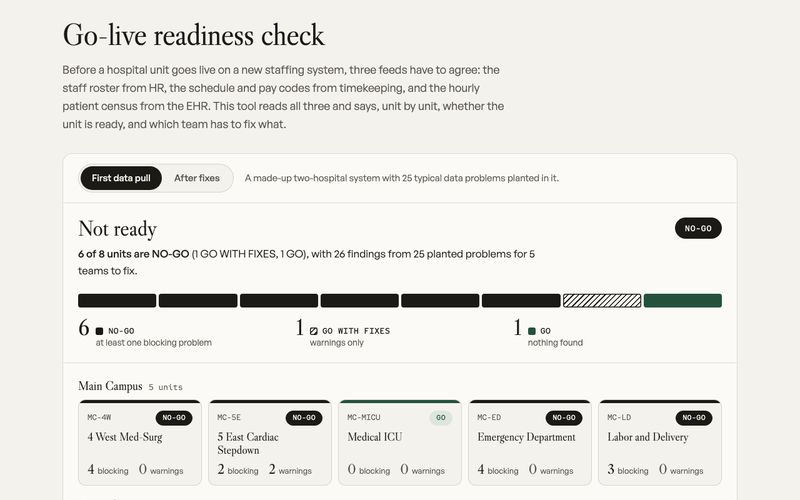 Go-live readiness check
Before a hospital unit goes live on a new staffing system, three feeds have to agree: the
staff roster from HR, the schedule and pay codes from timekeeping, and the hourly
patient census from the EHR. This tool reads all three and says, unit by unit, whether the
unit is ready, and which team has to fix what.
First data pull After fixes A made-up two-hospital system with 25 typical data problems planted in it.
Not ready NO-GO
6 of 8 units are NO-GO (1 GO WITH FIXES, 1 GO), with 26 findings from 25 planted problems for 5
teams to fix.
6 NO-GO 1 GO WITH FIXES 1 GO
at least one blocking problem warnings only nothing found
Main Campus 5 units
MC-4W NO-GO MC-5E NO-GO MC-MICU GO MC-ED NO-GO MC-LD NO-GO
4 West Med-Surg 5 East Cardiac Medical ICU Emergency Department Labor and Delivery
Stepdown
4 blocking 0 warnings 2 blocking 2 warnings 0 blocking 0 warnings 4 blocking 0 warnings 3 blocking 0 warnings